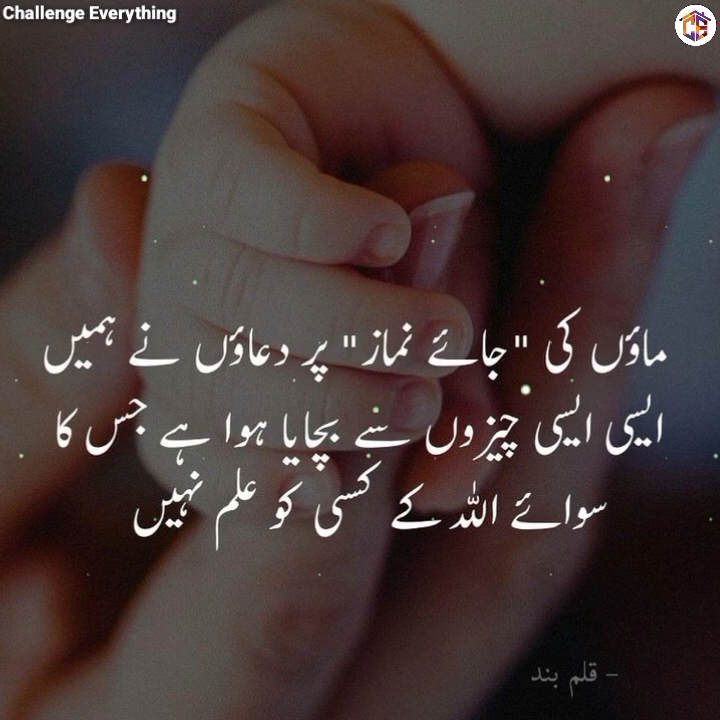 Challenge Everything
ماؤں کی "جائے نماز" پر دعاؤں نے ہمیں
ایسی ایسی چیزوں سے بچایا ہوا ہے جس کا
سوائے اللہ کے کسی کو علم نہیں
– قلم بند